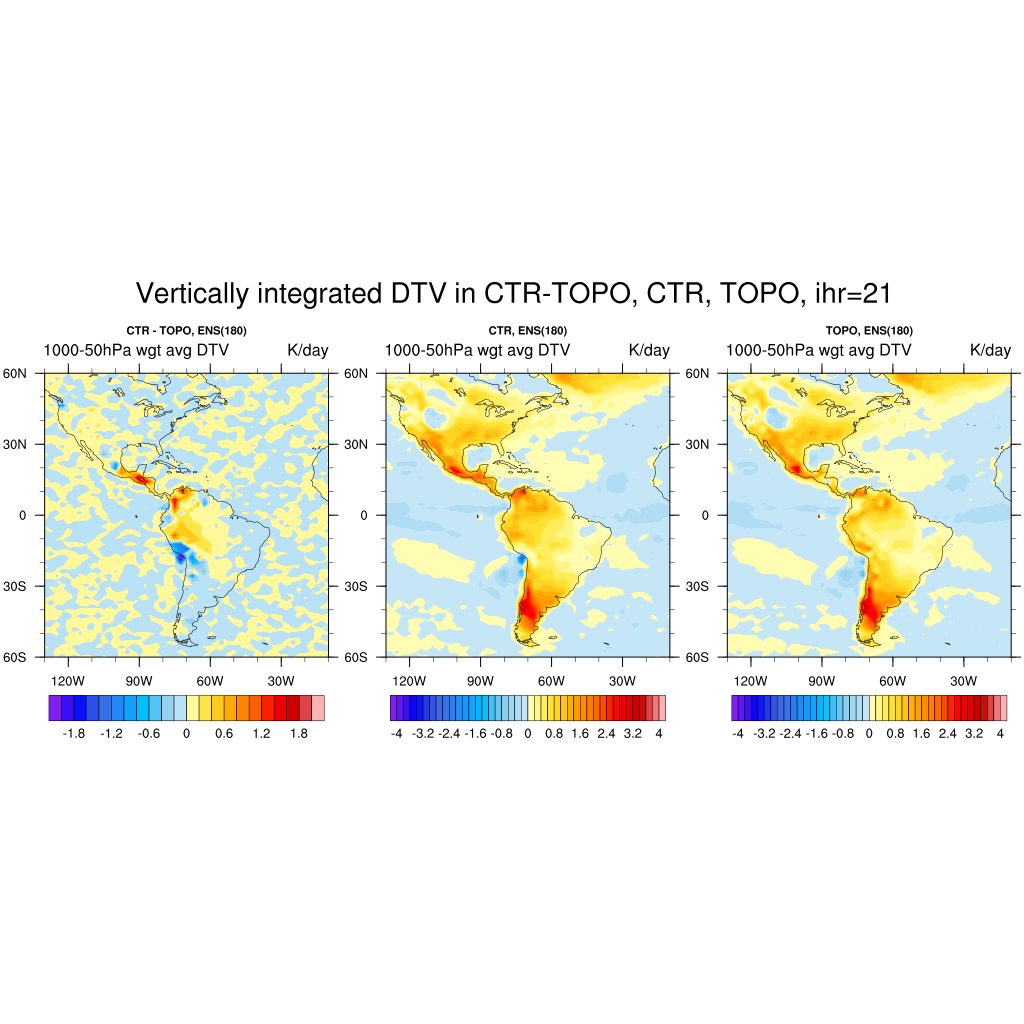 Vertically integrated DTV in CTR-TOPO, CTR, TOPO, ihr=21
CTR - TOPO, ENS(180)
1000-50hPa wgt avg DTV K/day
60N
30N
0
30S
60S
120W 90W 60W 30W
-1.8 -1.2 -0.6 0 0.6 1.2 1.8
CTR, ENS(180)
1000-50hPa wgt avg DTV K/day
60N
30N
0
30S
60S
120W 90W 60W 30W
-4 -3.2 -2.4 -1.6 -0.8 0 0.8 1.6 2.4 3.2 4
TOPO, ENS(180)
1000-50hPa wgt avg DTV K/day
60N
30N
0
30S
60S
120W 90W 60W 30W
-4 -3.2 -2.4 -1.6 -0.8 0 0.8 1.6 2.4 3.2 4